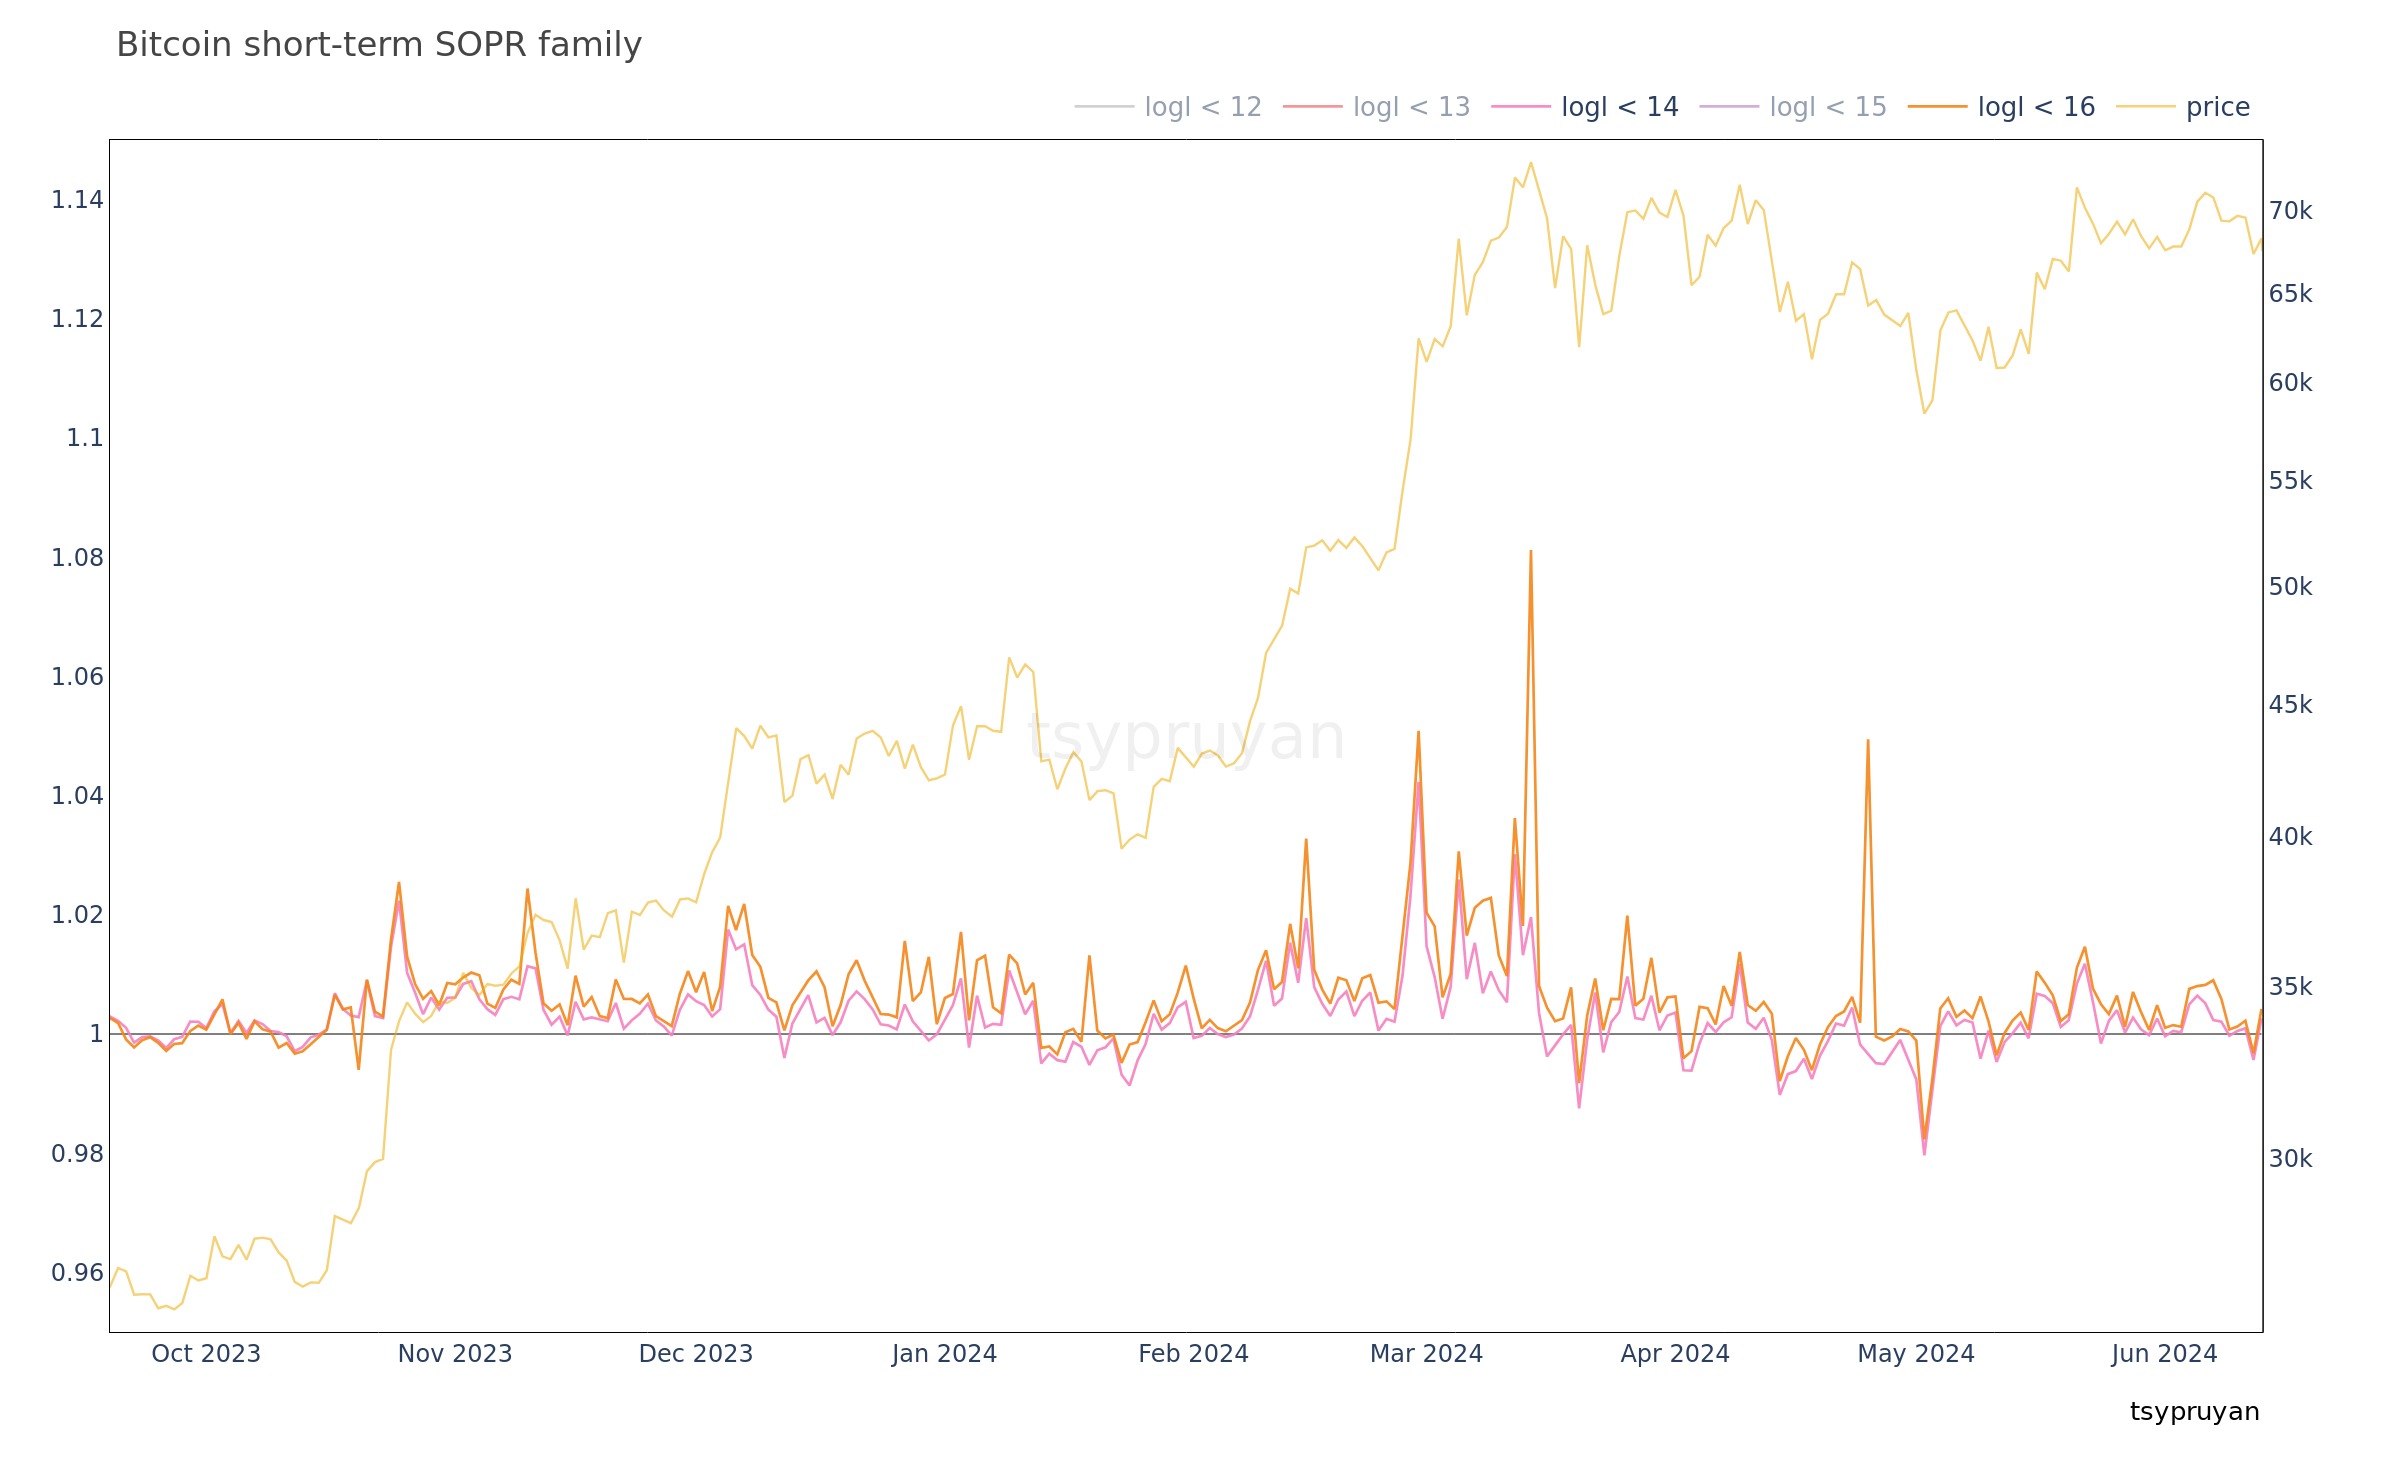 Bitcoin short-term SOPR family
logl < 12 logl < 13 logl < 14 logl < 15 logl < 16 price
1.14
1.12
1.1
1.08
1.06
1.04
1.02
1
0.98
0.96
70k
65k
60k
55k
50k
45k
40k
35k
30k
tsypruyan
Oct 2023 Nov 2023 Dec 2023 Jan 2024 Feb 2024 Mar 2024 Apr 2024 May 2024 Jun 2024
tsypruyan